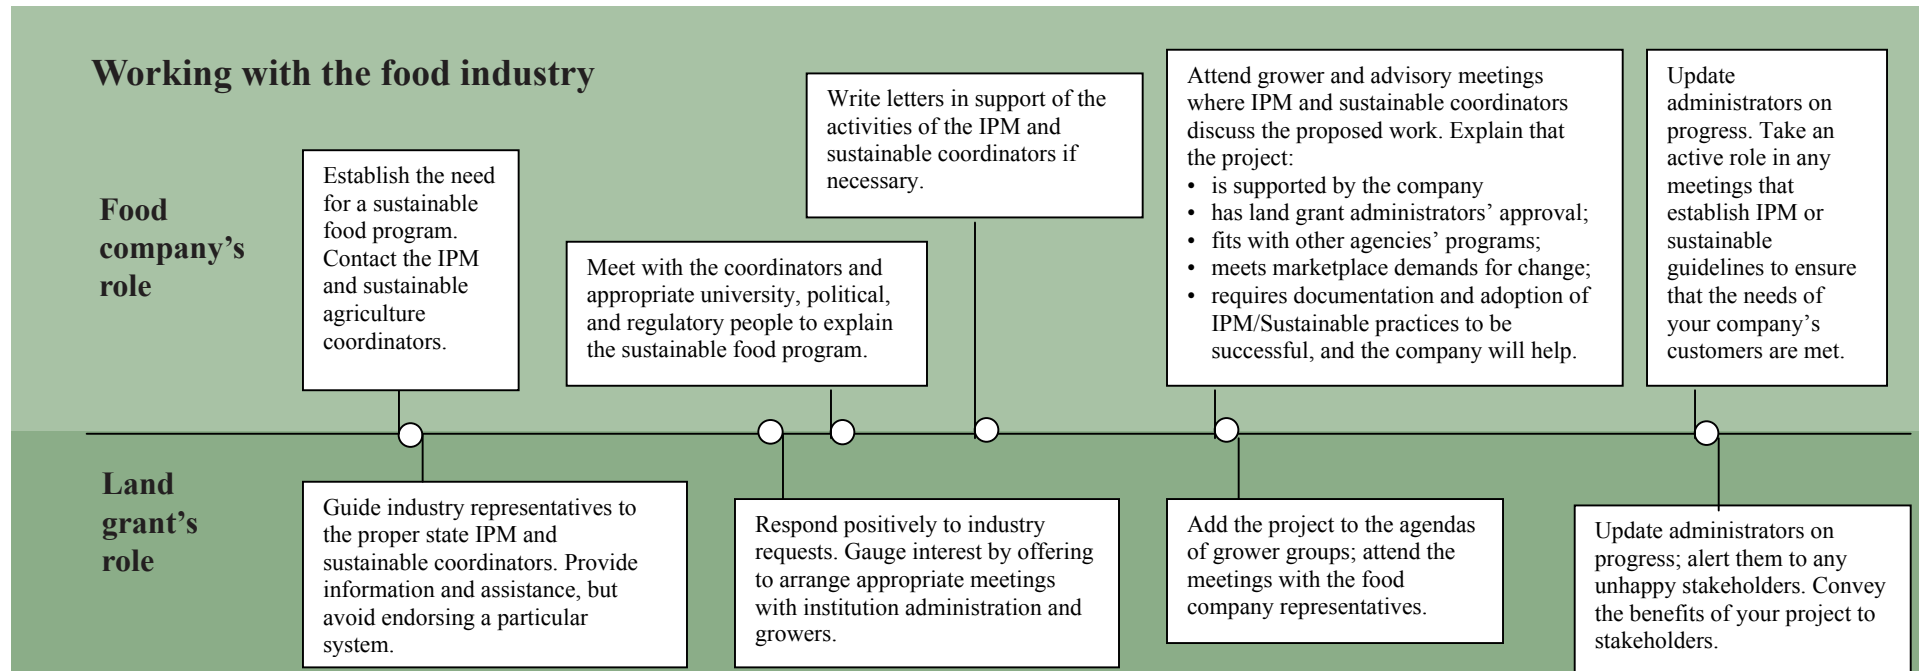 Working with the food industry
Food
company’s
role
Establish the need
for a sustainable
food program.
Contact the IPM
and sustainable
agriculture
coordinators.
Meet with the coordinators and
appropriate university, political,
and regulatory people to explain
the sustainable food program.
Write letters in support of the
activities of the IPM and
sustainable coordinators if
necessary.
Attend grower and advisory meetings
where IPM and sustainable coordinators
discuss the proposed work. Explain that
the project:
• is supported by the company
• has land grant administrators’ approval;
• fits with other agencies’ programs;
• meets marketplace demands for change;
• requires documentation and adoption of
IPM/Sustainable practices to be
successful, and the company will help.
Update
administrators on
progress. Take an
active role in any
meetings that
establish IPM or
sustainable
guidelines to ensure
that the needs of
your company’s
customers are met.
Land
grant’s
role
Guide industry representatives to
the proper state IPM and
sustainable coordinators. Provide
information and assistance, but
avoid endorsing a particular
system.
Respond positively to industry
requests. Gauge interest by offering
to arrange appropriate meetings
with institution administration and
growers.
Add the project to the agendas
of grower groups; attend the
meetings with the food
company representatives.
Update administrators on
progress; alert them to any
unhappy stakeholders. Convey
the benefits of your project to
stakeholders.